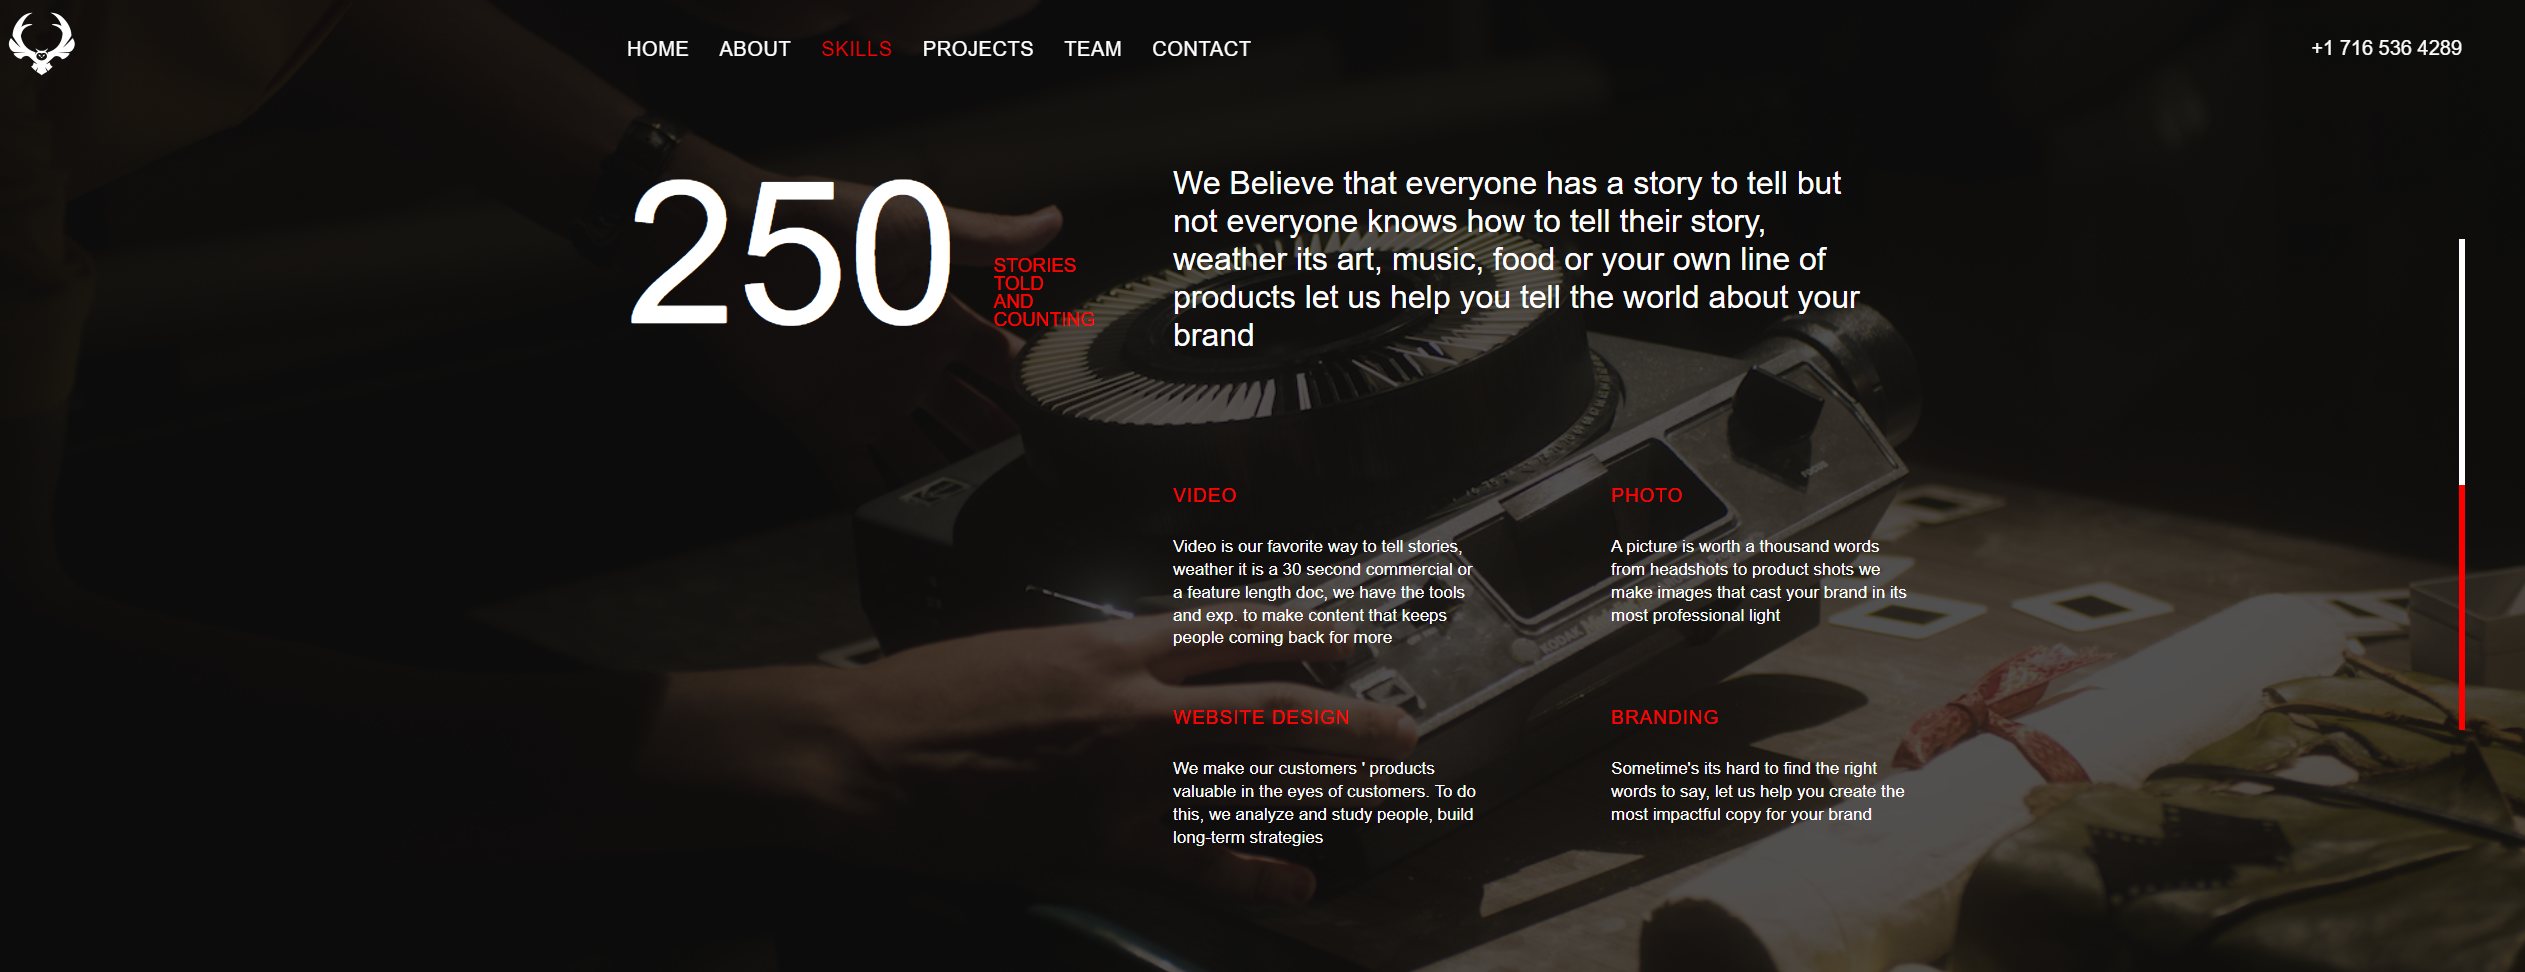 HOME ABOUT SKILLS PROJECTS TEAM CONTACT +1 716 536 4289
250
STORIES
TOLD
AND
COUNTING
We Believe that everyone has a story to tell but
not everyone knows how to tell their story,
weather its art, music, food or your own line of
products let us help you tell the world about your
brand
VIDEO
Video is our favorite way to tell stories,
weather it is a 30 second commercial or
a feature length doc, we have the tools
and exp. to make content that keeps
people coming back for more
PHOTO
A picture is worth a thousand words
from headshots to product shots we
make images that cast your brand in its
most professional light
WEBSITE DESIGN
We make our customers ' products
valuable in the eyes of customers. To do
this, we analyze and study people, build
long-term strategies
BRANDING
Sometime's its hard to find the right
words to say, let us help you create the
most impactful copy for your brand
FOCUS
KODAK